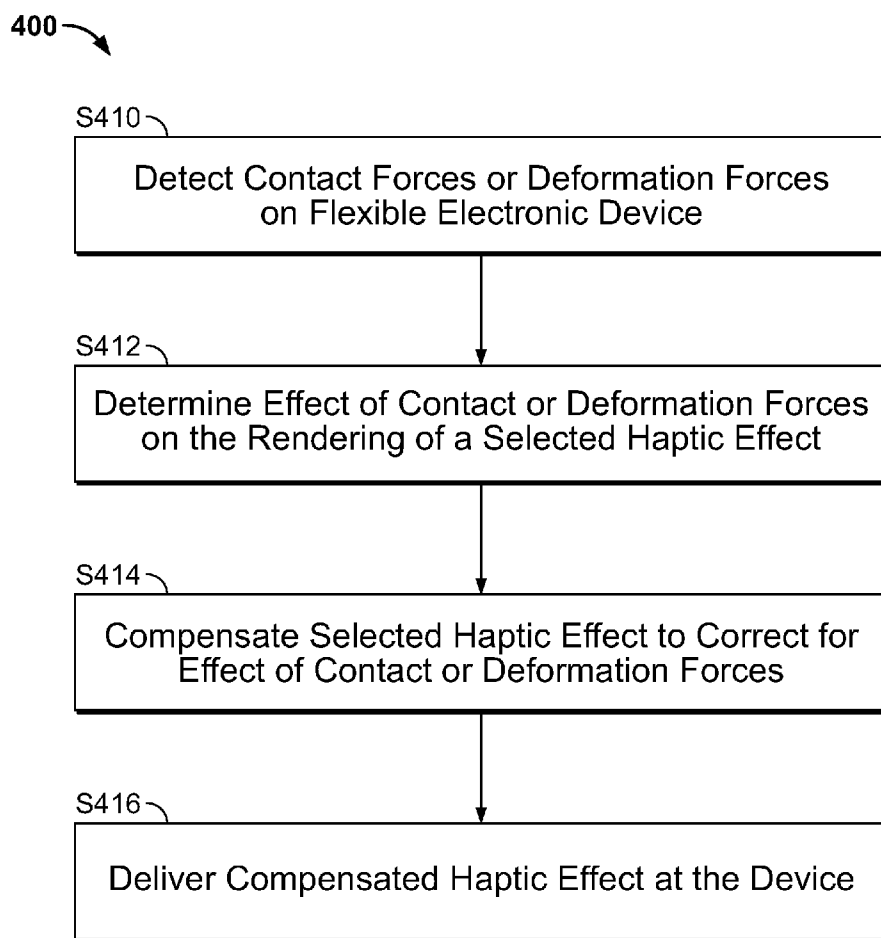 400
S410
Detect Contact Forces or Deformation Forces
on Flexible Electronic Device
S412
Determine Effect of Contact or Deformation Forces
on the Rendering of a Selected Haptic Effect
S414
Compensate Selected Haptic Effect to Correct for
Effect of Contact or Deformation Forces
S416
Deliver Compensated Haptic Effect at the Device